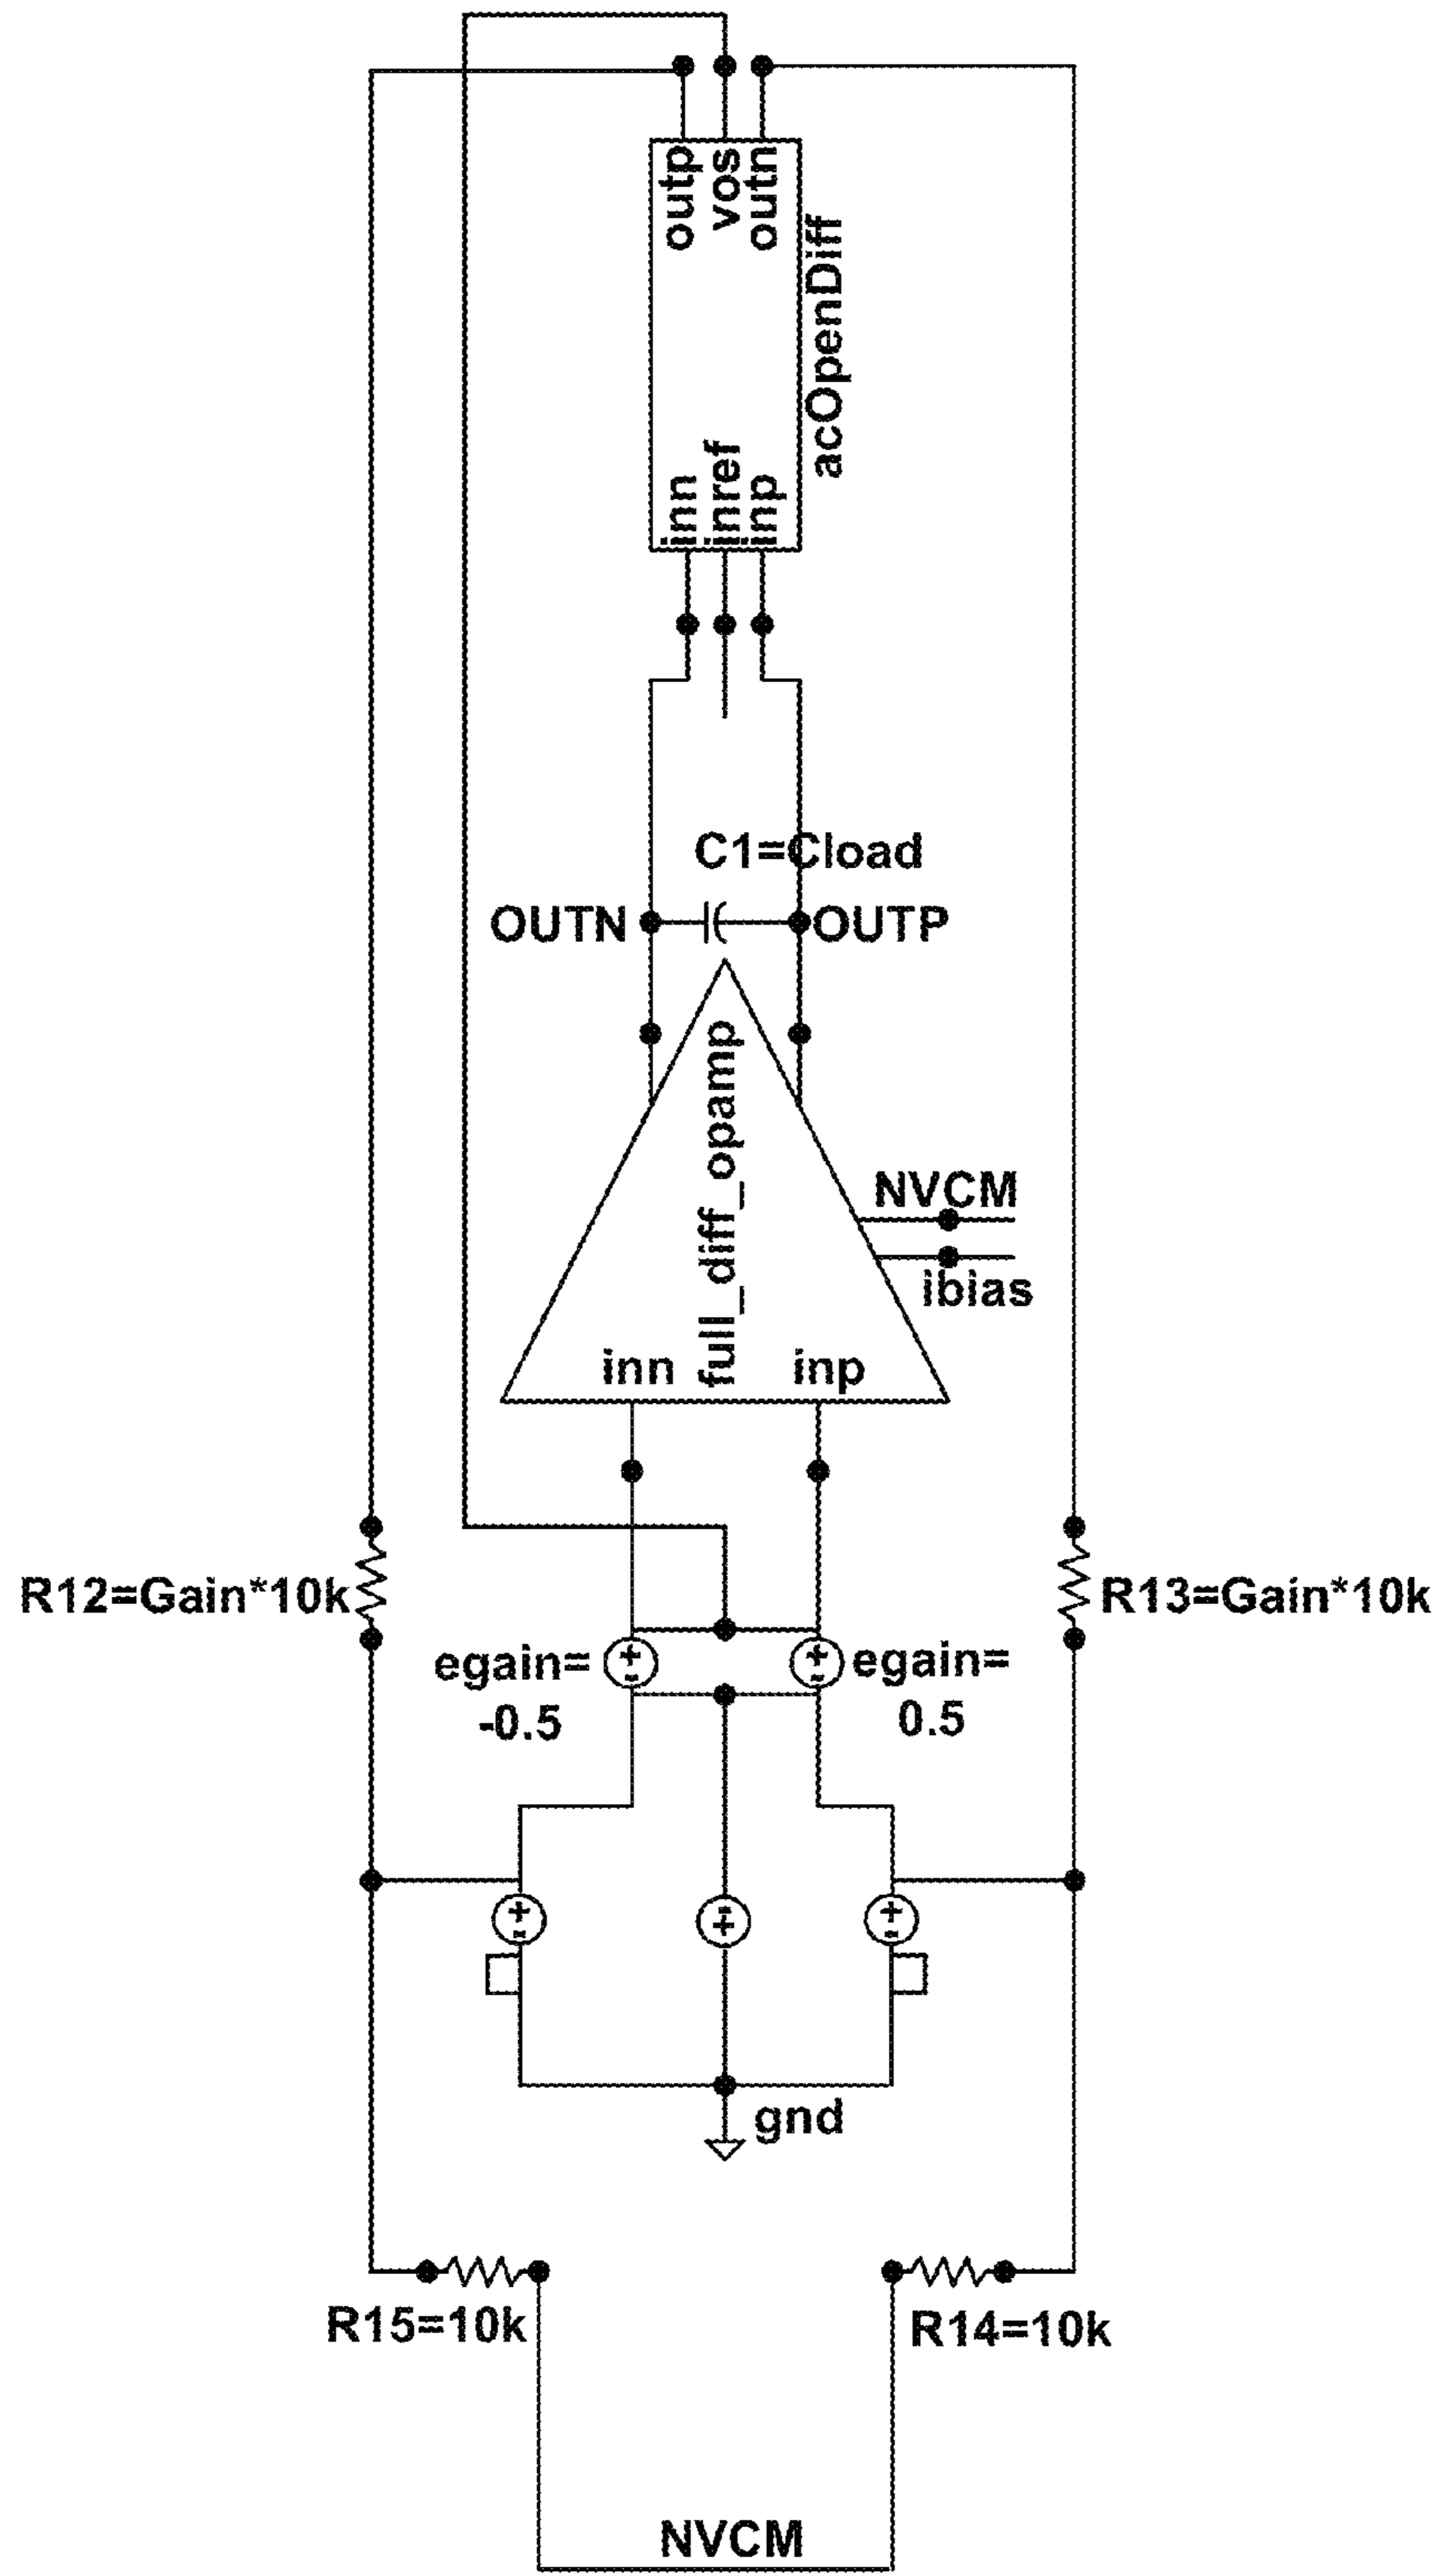 outp
vos
outn
acOpenDiff
inn
inref
inp
C1=Cload
OUTN
OUTP
full_diff_opamp
NVCM
ibias
inn
inp
R12=Gain*10k
R13=Gain*10k
egain=
-0.5
egain=
0.5
gnd
R15=10k
R14=10k
NVCM